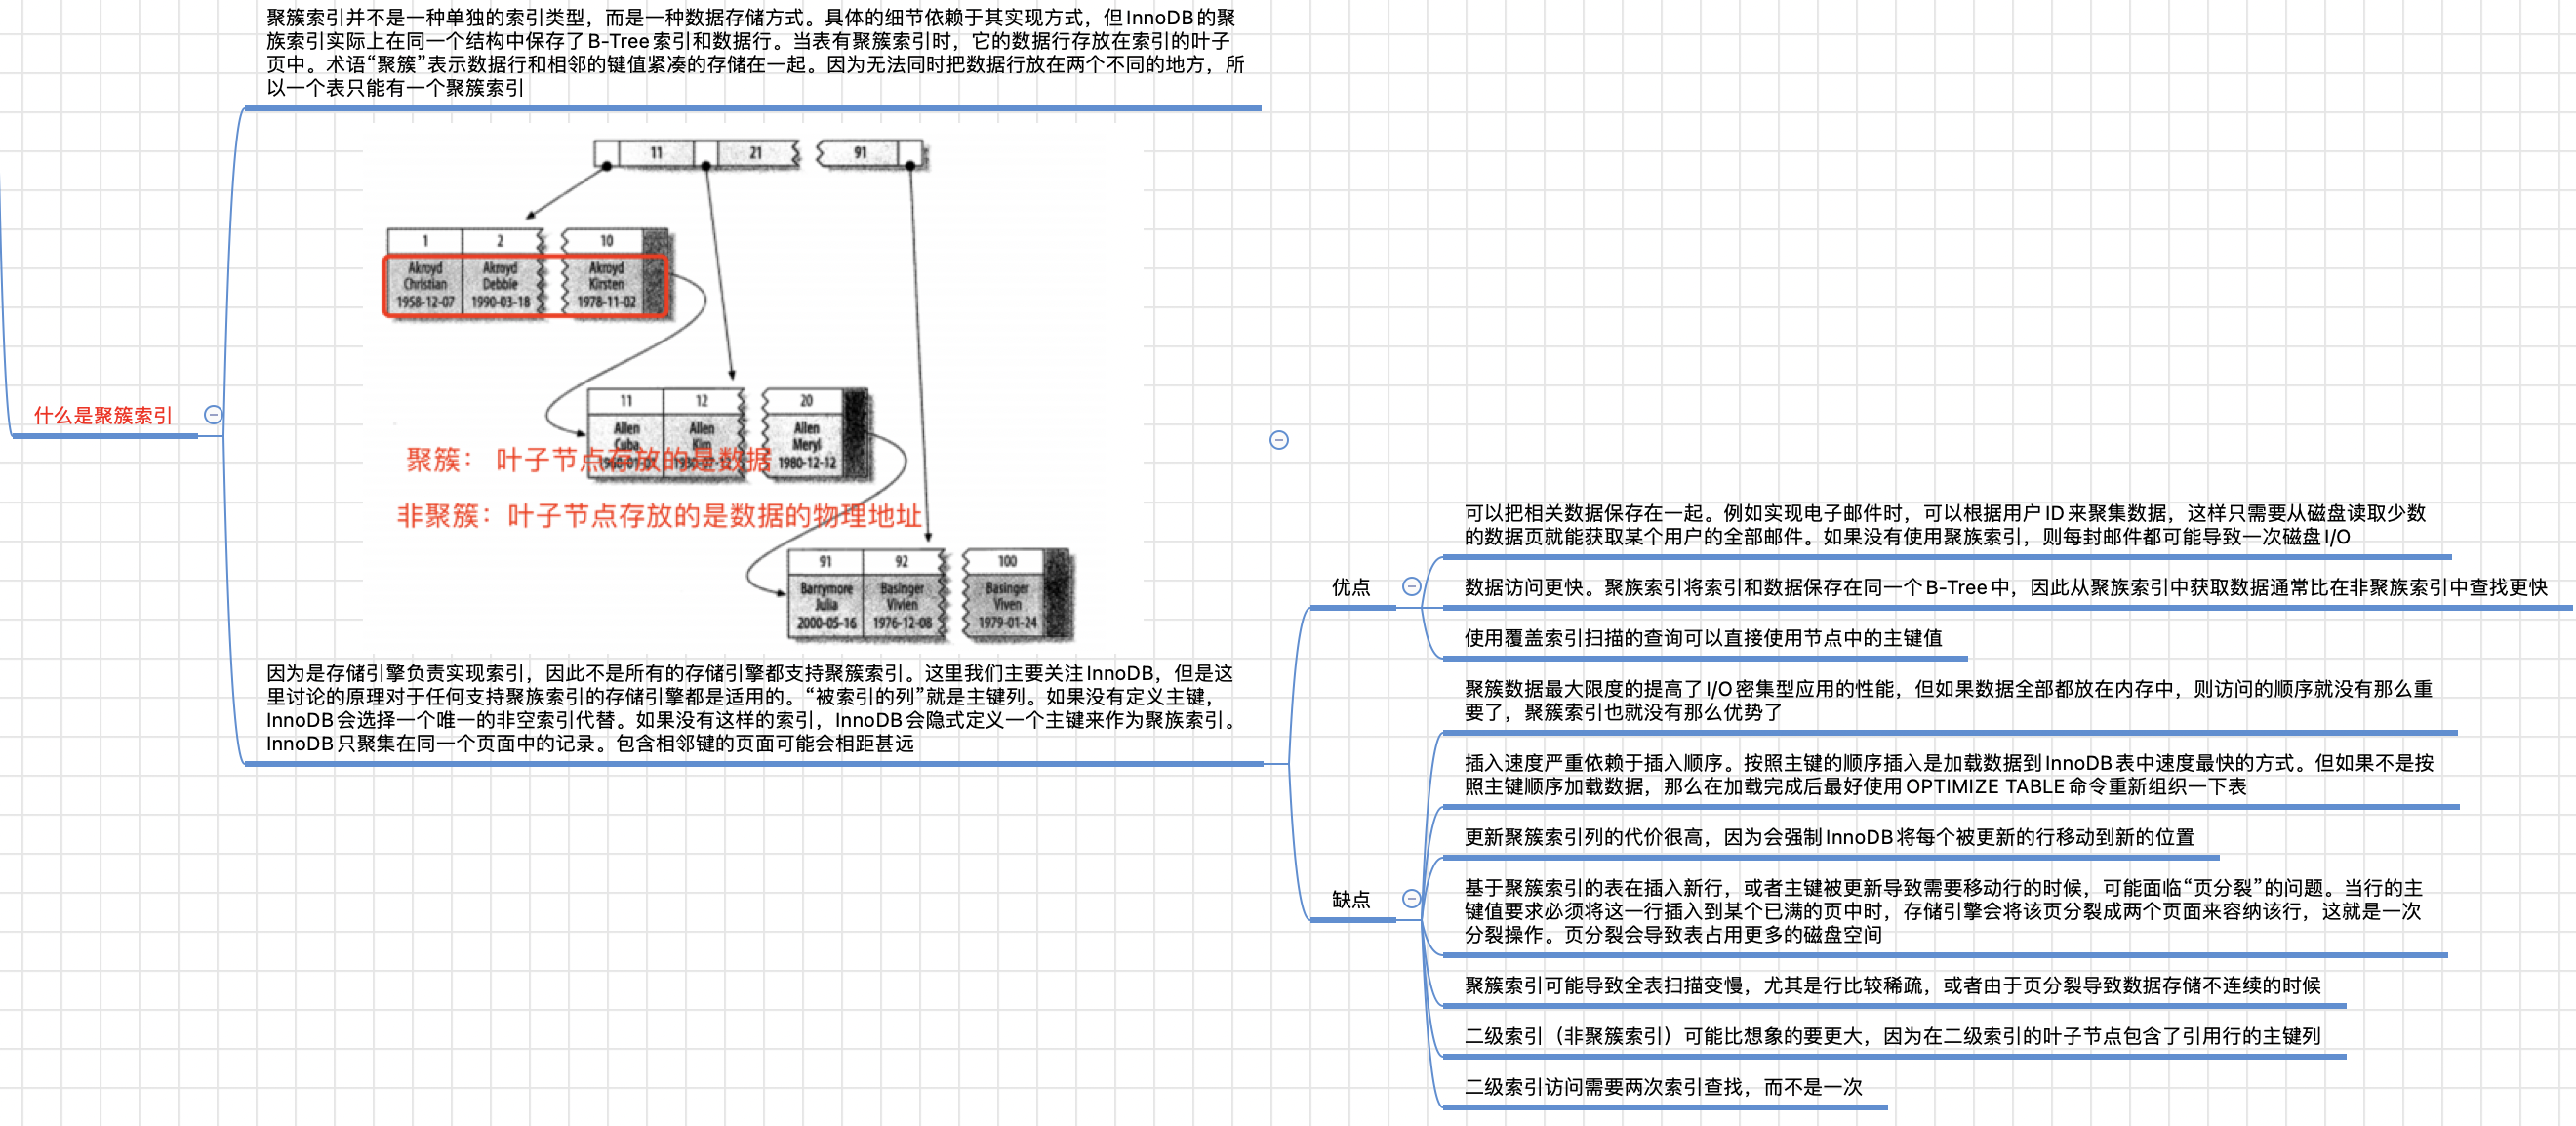 聚簇索引并不是一种单独的索引类型，而是一种数据存储方式。具体的细节依赖于其实现方式，但InnoDB的聚
族索引实际上在同一个结构中保存了B-Tree索引和数据行。当表有聚簇索引时，它的数据行存放在索引的叶子
页中。术语“聚簇”表示数据行和相邻的键值紧凑的存储在一起。因为无法同时把数据行放在两个不同的地方，所
以一个表只能有一个聚簇索引
11 21 91
1 2 10
Akroyd Akroyd Akroyd
Christian Debbie Kirsten
1958-12-07 1990-03-18 1978-11-02
什么是聚簇索引
11 12 20
Allen Allen Allen
Cuba Kim Meryl
1980-12-12
聚簇： 叶子节点存放的是数据
非聚簇：叶子节点存放的是数据的物理地址
91 92 100
Barrymore Basinger Basinger
Julia Vivien Viven
2000-05-16 1976-12-08 1979-01-24
因为是存储引擎负责实现索引，因此不是所有的存储引擎都支持聚簇索引。这里我们主要关注InnoDB，但是这
里讨论的原理对于任何支持聚族索引的存储引擎都是适用的。“被索引的列”就是主键列。如果没有定义主键，
InnoDB会选择一个唯一的非空索引代替。如果没有这样的索引，InnoDB会隐式定义一个主键来作为聚族索引。
InnoDB只聚集在同一个页面中的记录。包含相邻键的页面可能会相距甚远
优点
可以把相关数据保存在一起。例如实现电子邮件时，可以根据用户ID来聚集数据，这样只需要从磁盘读取少数
的数据页就能获取某个用户的全部邮件。如果没有使用聚族索引，则每封邮件都可能导致一次磁盘I/O
数据访问更快。聚族索引将索引和数据保存在同一个B-Tree中，因此从聚族索引中获取数据通常比在非聚族索引中查找更快
使用覆盖索引扫描的查询可以直接使用节点中的主键值
缺点
聚簇数据最大限度的提高了I/O密集型应用的性能，但如果数据全部都放在内存中，则访问的顺序就没有那么重
要了，聚簇索引也就没有那么优势了
插入速度严重依赖于插入顺序。按照主键的顺序插入是加载数据到InnoDB表中速度最快的方式。但如果不是按
照主键顺序加载数据，那么在加载完成后最好使用OPTIMIZE TABLE命令重新组织一下表
更新聚簇索引列的代价很高，因为会强制InnoDB将每个被更新的行移动到新的位置
基于聚簇索引的表在插入新行，或者主键被更新导致需要移动行的时候，可能面临“页分裂”的问题。当行的主
键值要求必须将这一行插入到某个已满的页中时，存储引擎会将该页分裂成两个页面来容纳该行，这就是一次
分裂操作。页分裂会导致表占用更多的磁盘空间
聚簇索引可能导致全表扫描变慢，尤其是行比较稀疏，或者由于页分裂导致数据存储不连续的时候
二级索引（非聚簇索引）可能比想象的要更大，因为在二级索引的叶子节点包含了引用行的主键列
二级索引访问需要两次索引查找，而不是一次